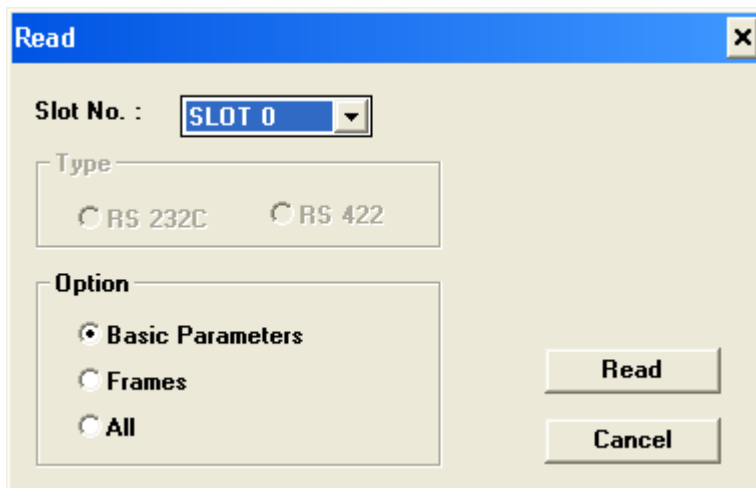 Read
Slot No. :
SLOT 0
Type
RS 232C RS 422
Option
Basic Parameters
Frames
All
Read
Cancel